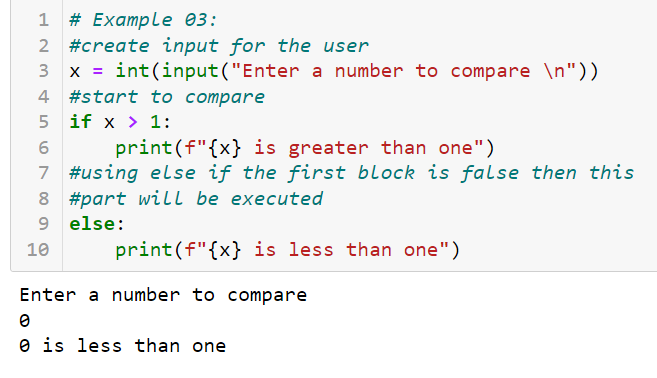 1 # Example 03:
2 #create input for the user
3 x = int(input("Enter a number to compare \n"))
4 #start to compare
5 if x > 1:
6     print(f"{x} is greater than one")
7 #using else if the first block is false then this
8 #part will be executed
9 else:
10     print(f"{x} is less than one")
Enter a number to compare
0
0 is less than one